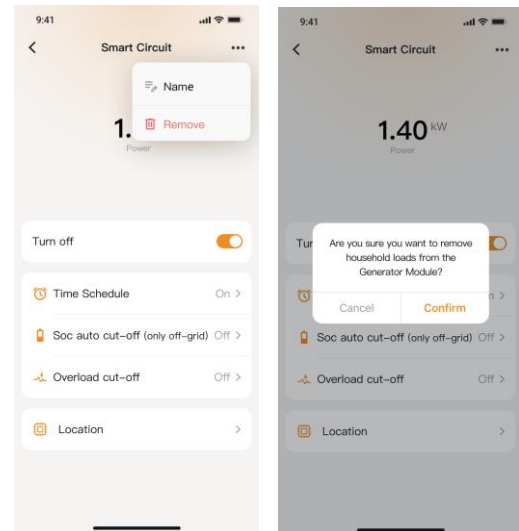 9:41
Smart Circuit
Name
1.
Remove
Power
Turn off
Time Schedule On
Soc auto cut-off (only off-grid) Off
Overload cut-off Off
Location
9:41
Smart Circuit
1.40 kW
Power
Tur
Are you sure you want to remove
household loads from the
Generator Module?
Cancel Confirm
n
Soc auto cut-off (only off-grid) Off
Overload cut-off Off
Location